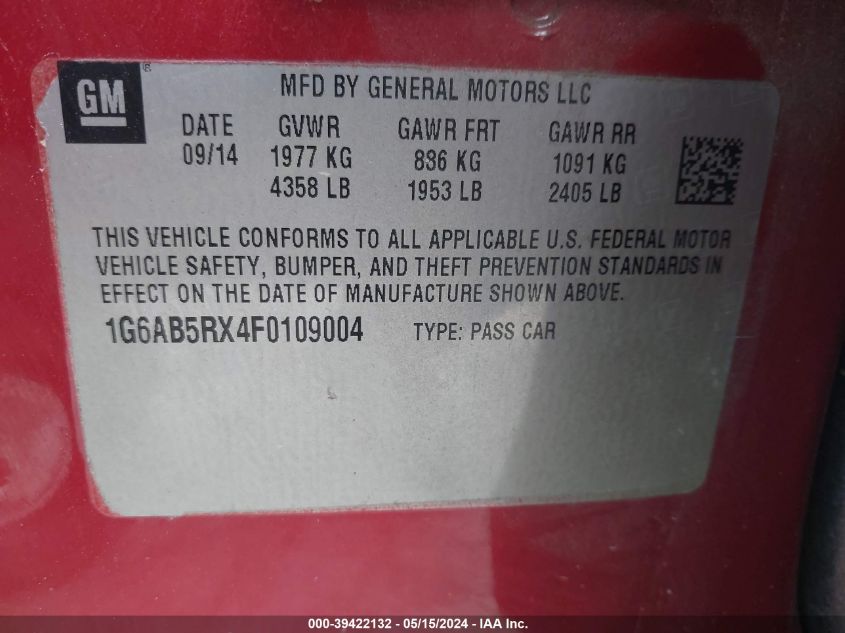 GM®
MFD BY GENERAL MOTORS LLC
DATE GVWR GAWR FRT GAWR RR
09/14 1977 KG 886 KG 1091 KG
4358 LB 1953 LB 2405 LB
THIS VEHICLE CONFORMS TO ALL APPLICABLE U.S. FEDERAL MOTOR
VEHICLE SAFETY, BUMPER, AND THEFT PREVENTION STANDARDS IN
EFFECT ON THE DATE OF MANUFACTURE SHOWN ABOVE.
1G6AB5RX4F0109004 TYPE: PASS CAR
000-39422132 - 05/15/2024 - IAA Inc.